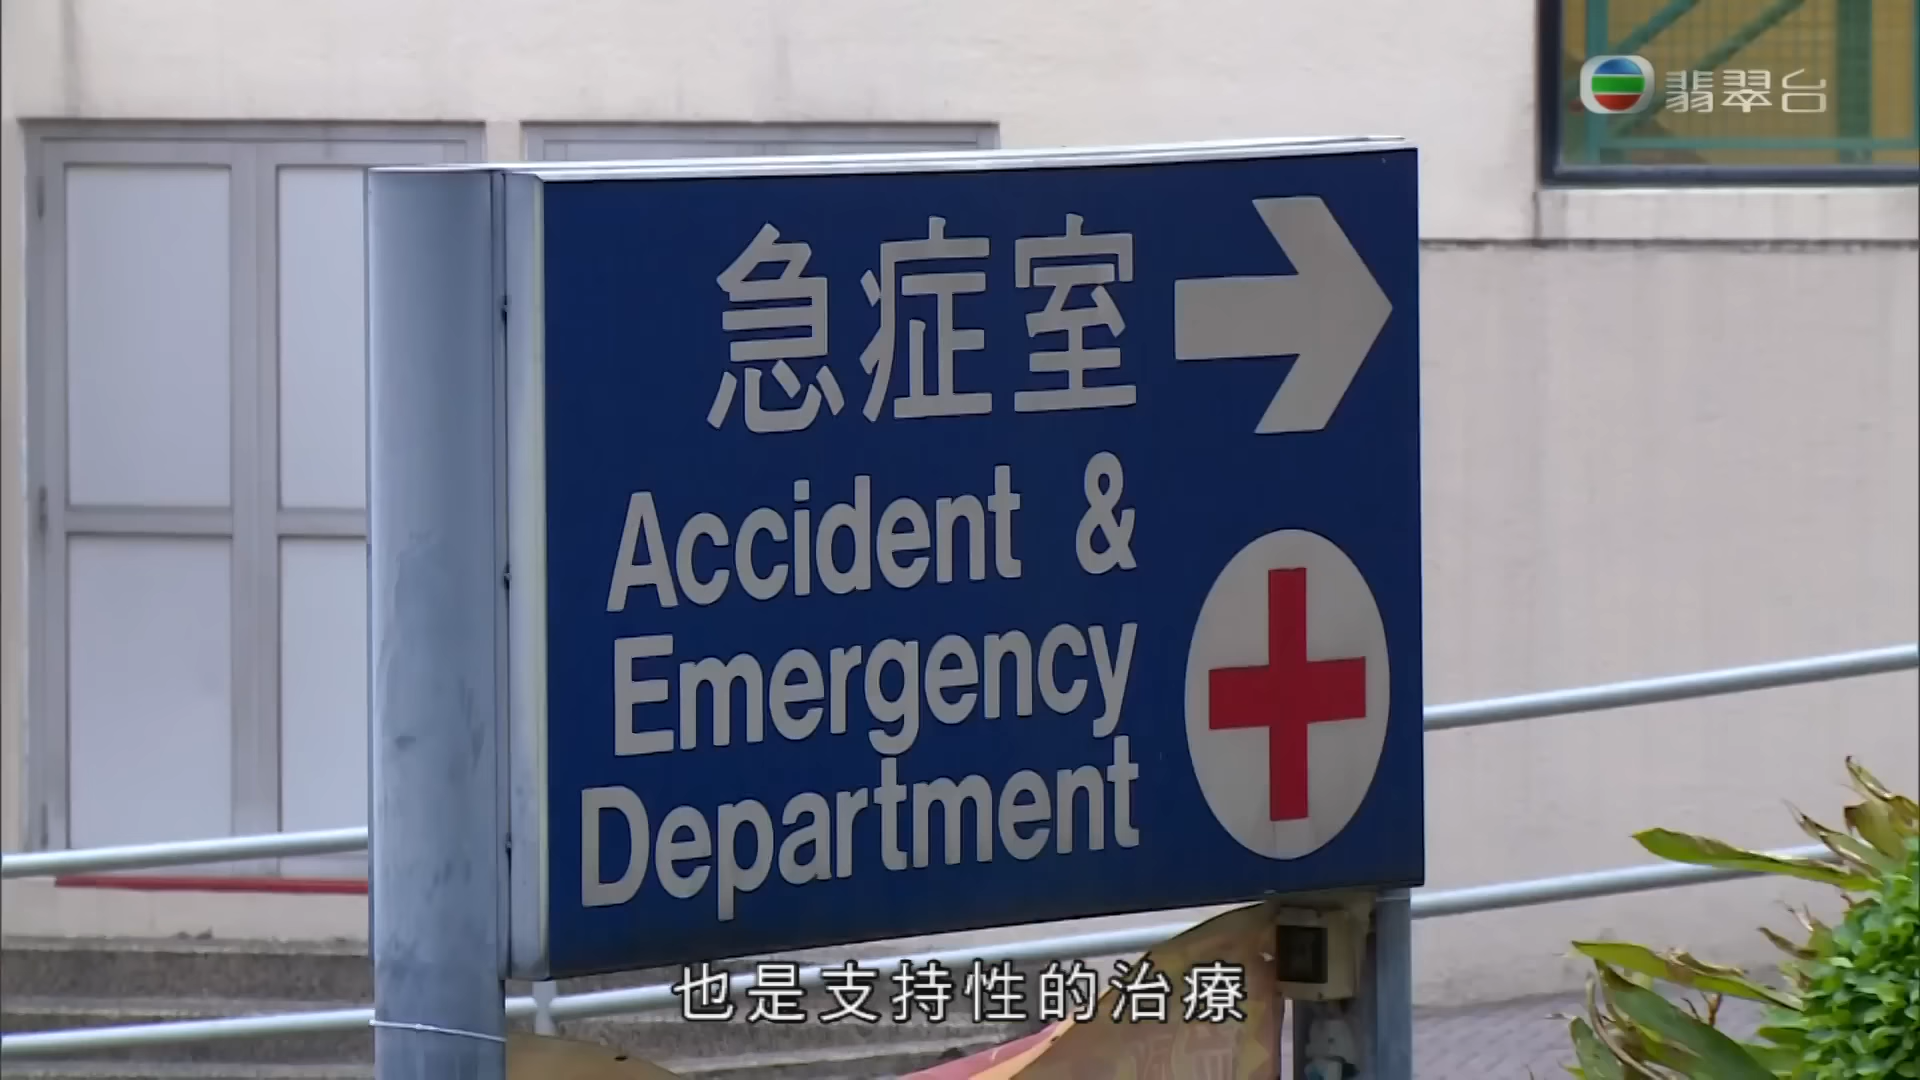 翡翠台
急症室
Accident &
Emergency
Department
也是支持性的治療